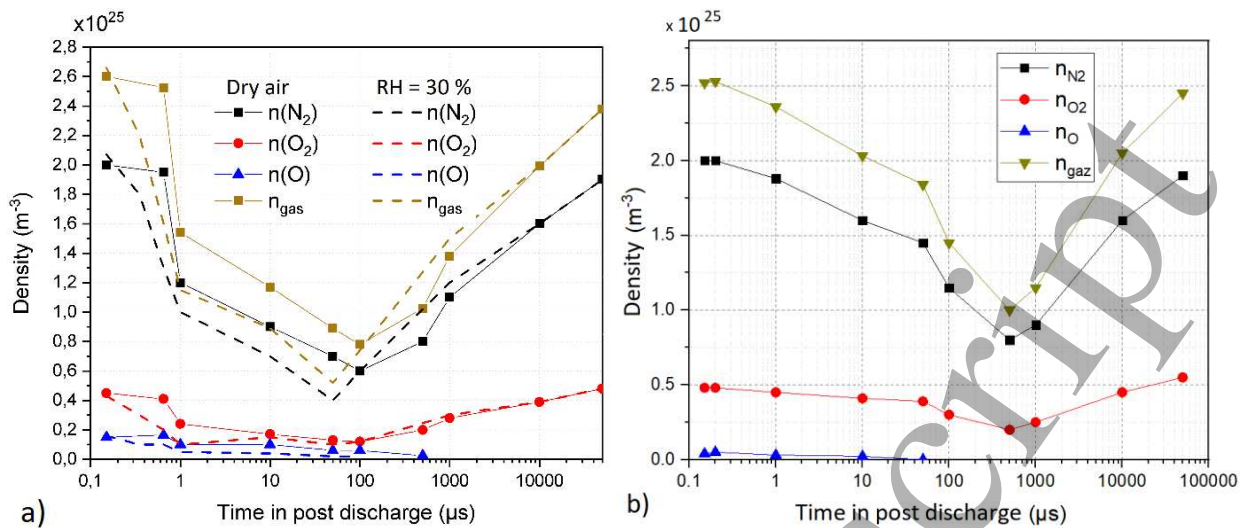 x10²⁵
2,8
2,6
2,4
2,2
2,0
1,8
1,6
1,4
1,2
1,0
0,8
0,6
0,4
0,2
0,0
Density (m⁻³)
Dry air RH = 30 %
n(N₂) n(N₂)
n(O₂) n(O₂)
n(O) n(O)
n_gas n_gas
0,1 1 10 100 1000 10000
Time in post discharge (µs)
a)
x 10²⁵
2.5
2.0
1.5
1.0
0.5
0.0
Density (m⁻³)
n_N2
n_O2
n_O
n_gaz
0.1 1 10 100 1000 10000 100000
Time in post discharge (µs)
b)
cript